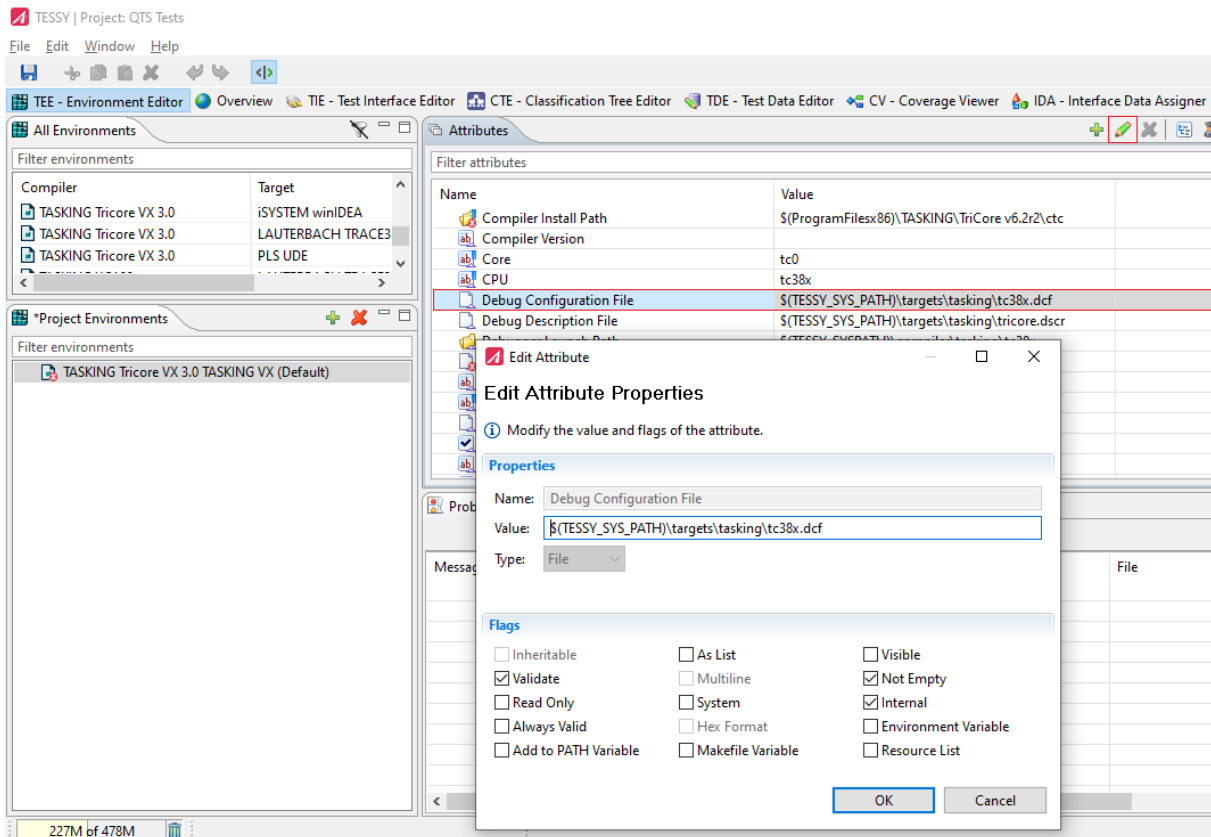 TESSY | Project: QTS Tests
File Edit Window Help
TEE - Environment Editor Overview TIE - Test Interface Editor CTE - Classification Tree Editor TDE - Test Data Editor CV - Coverage Viewer IDA - Interface Data Assigner
All Environments
Filter environments
Compiler Target
TASKING Tricore VX 3.0 iSYSTEM winIDEA
TASKING Tricore VX 3.0 LAUTERBACH TRACE3
TASKING Tricore VX 3.0 PLS UDE
*Project Environments
Filter environments
TASKING Tricore VX 3.0 TASKING VX (Default)
Attributes
Filter attributes
Name Value
Compiler Install Path $(ProgramFilesx86)\TASKING\TriCore v6.2r2\ctc
Compiler Version
Core tc0
CPU tc38x
Debug Configuration File $(TESSY_SYS_PATH)\targets\tasking\tc38x.dcf
Debug Description File $(TESSY_SYS_PATH)\targets\tasking\tricore.dscr
Edit Attribute
Edit Attribute Properties
Modify the value and flags of the attribute.
Properties
Name: Debug Configuration File
Value: $(TESSY_SYS_PATH)\targets\tasking\tc38x.dcf
Type: File
Flags
Inheritable As List Visible
Validate Multiline Not Empty
Read Only System Internal
Always Valid Hex Format Environment Variable
Add to PATH Variable Makefile Variable Resource List
OK Cancel
Prob
Messag File
227M of 478M